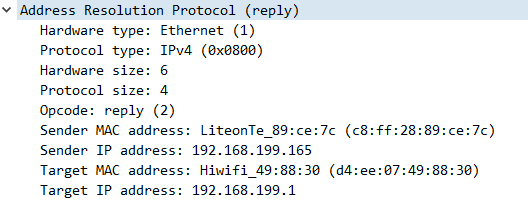 Address Resolution Protocol (reply)
Hardware type: Ethernet (1)
Protocol type: IPv4 (0x0800)
Hardware size: 6
Protocol size: 4
Opcode: reply (2)
Sender MAC address: LiteonTe_89:ce:7c (c8:ff:28:89:ce:7c)
Sender IP address: 192.168.199.165
Target MAC address: Hiwifi_49:88:30 (d4:ee:07:49:88:30)
Target IP address: 192.168.199.1